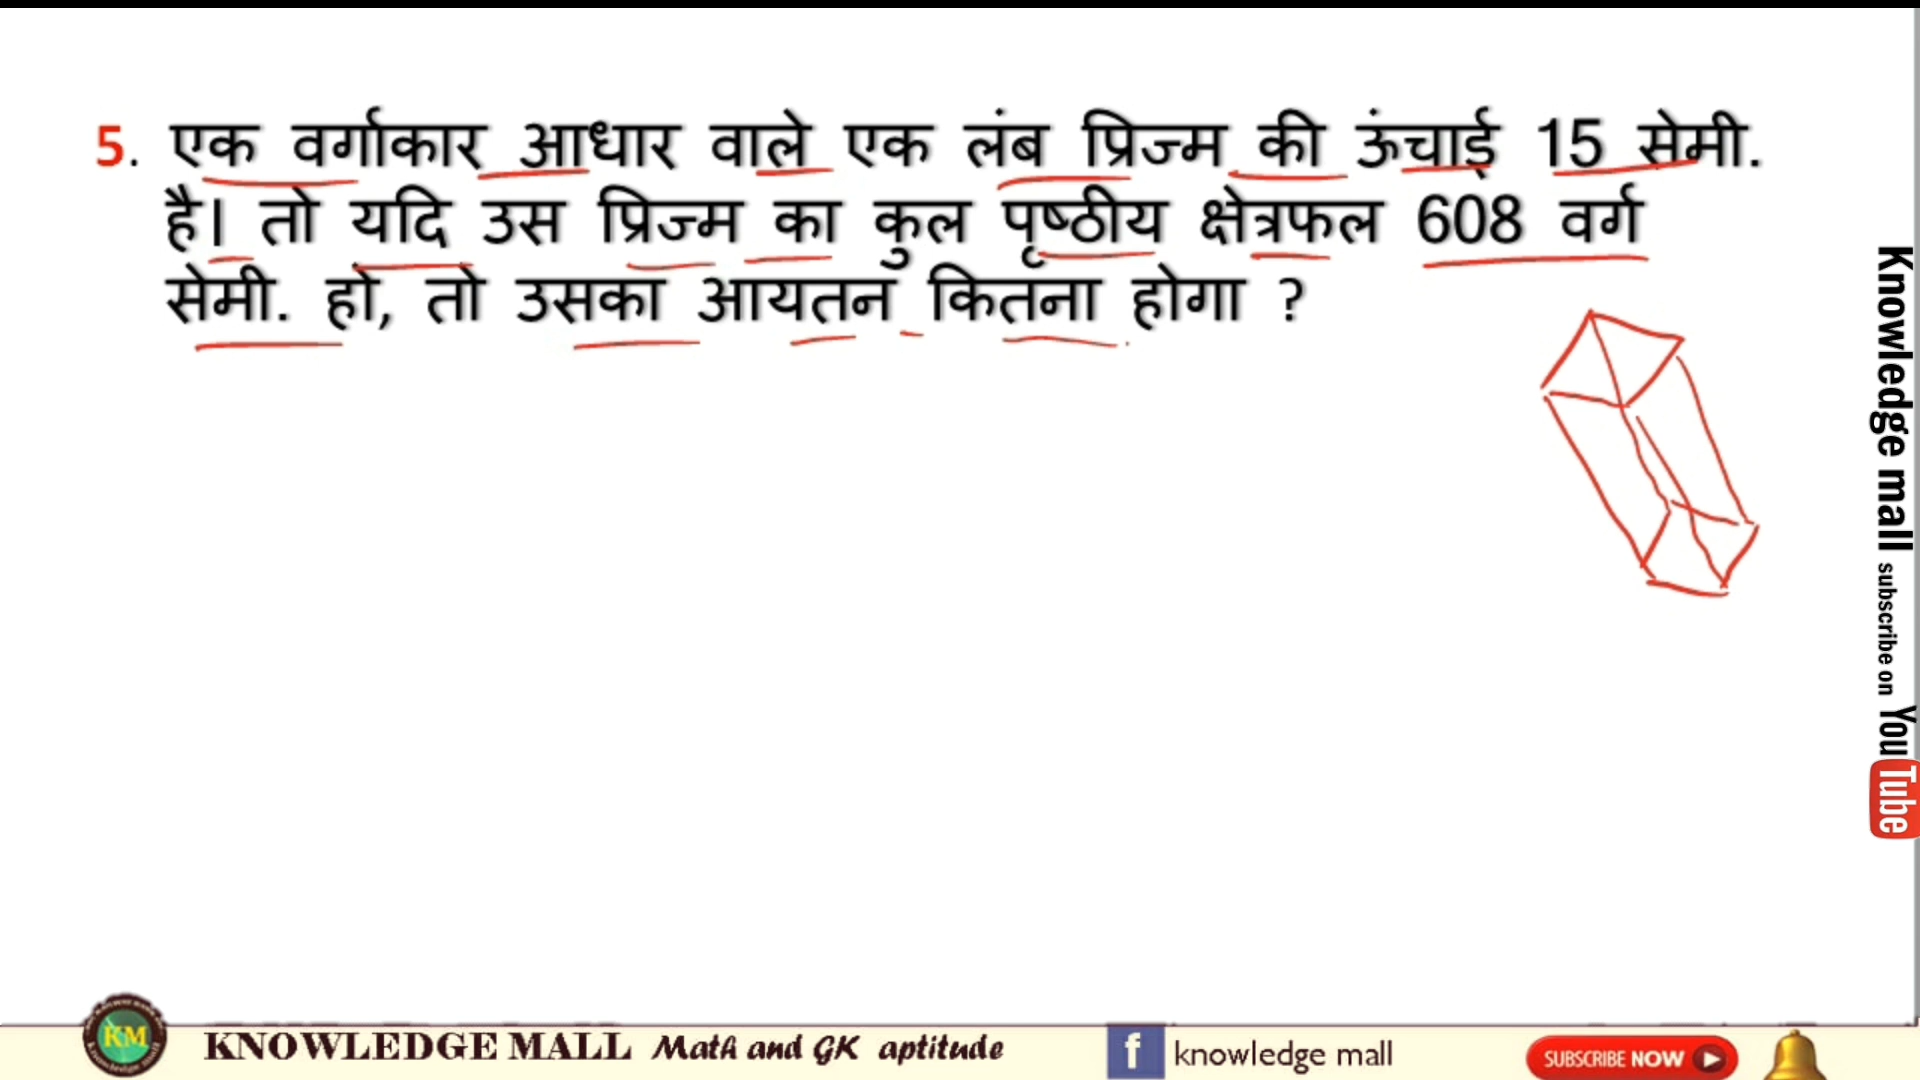 5. एक वर्गाकार आधार वाले एक लंब प्रिज्म की ऊंचाई 15 सेमी.
है। तो यदि उस प्रिज्म का कुल पृष्ठीय क्षेत्रफल 608 वर्ग
सेमी. हो, तो उसका आयतन कितना होगा ?
Knowledge mall subscribe on YouTube
KM
KNOWLEDGE MALL Math and GK aptitude
f knowledge mall
SUBSCRIBE NOW